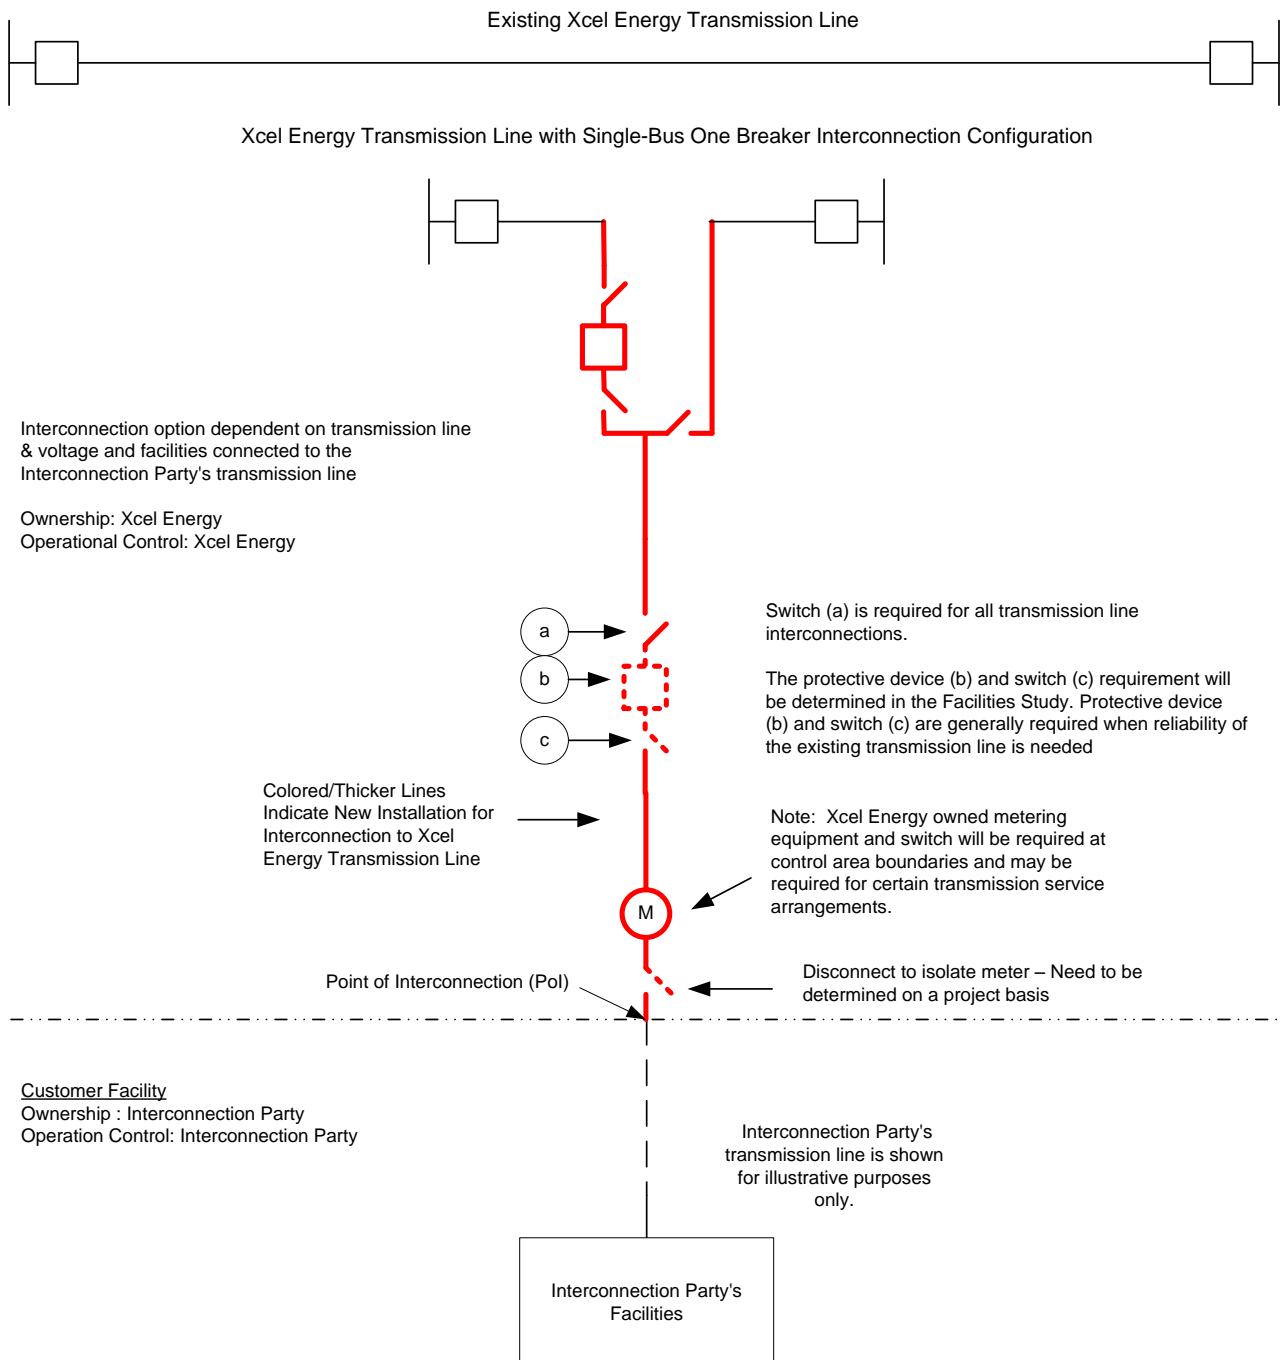 Existing Xcel Energy Transmission Line
Xcel Energy Transmission Line with Single-Bus One Breaker Interconnection Configuration
Interconnection option dependent on transmission line
& voltage and facilities connected to the
Interconnection Party's transmission line
Ownership: Xcel Energy
Operational Control: Xcel Energy
a
b
c
Switch (a) is required for all transmission line
interconnections.
The protective device (b) and switch (c) requirement will
be determined in the Facilities Study. Protective device
(b) and switch (c) are generally required when reliability of
the existing transmission line is needed
Colored/Thicker Lines
Indicate New Installation for
Interconnection to Xcel
Energy Transmission Line
Note:  Xcel Energy owned metering
equipment and switch will be required at
control area boundaries and may be
required for certain transmission service
arrangements.
M
Point of Interconnection (PoI)
Disconnect to isolate meter – Need to be
determined on a project basis
Customer Facility
Ownership : Interconnection Party
Operation Control: Interconnection Party
Interconnection Party's
transmission line is shown
for illustrative purposes
only.
Interconnection Party's
Facilities